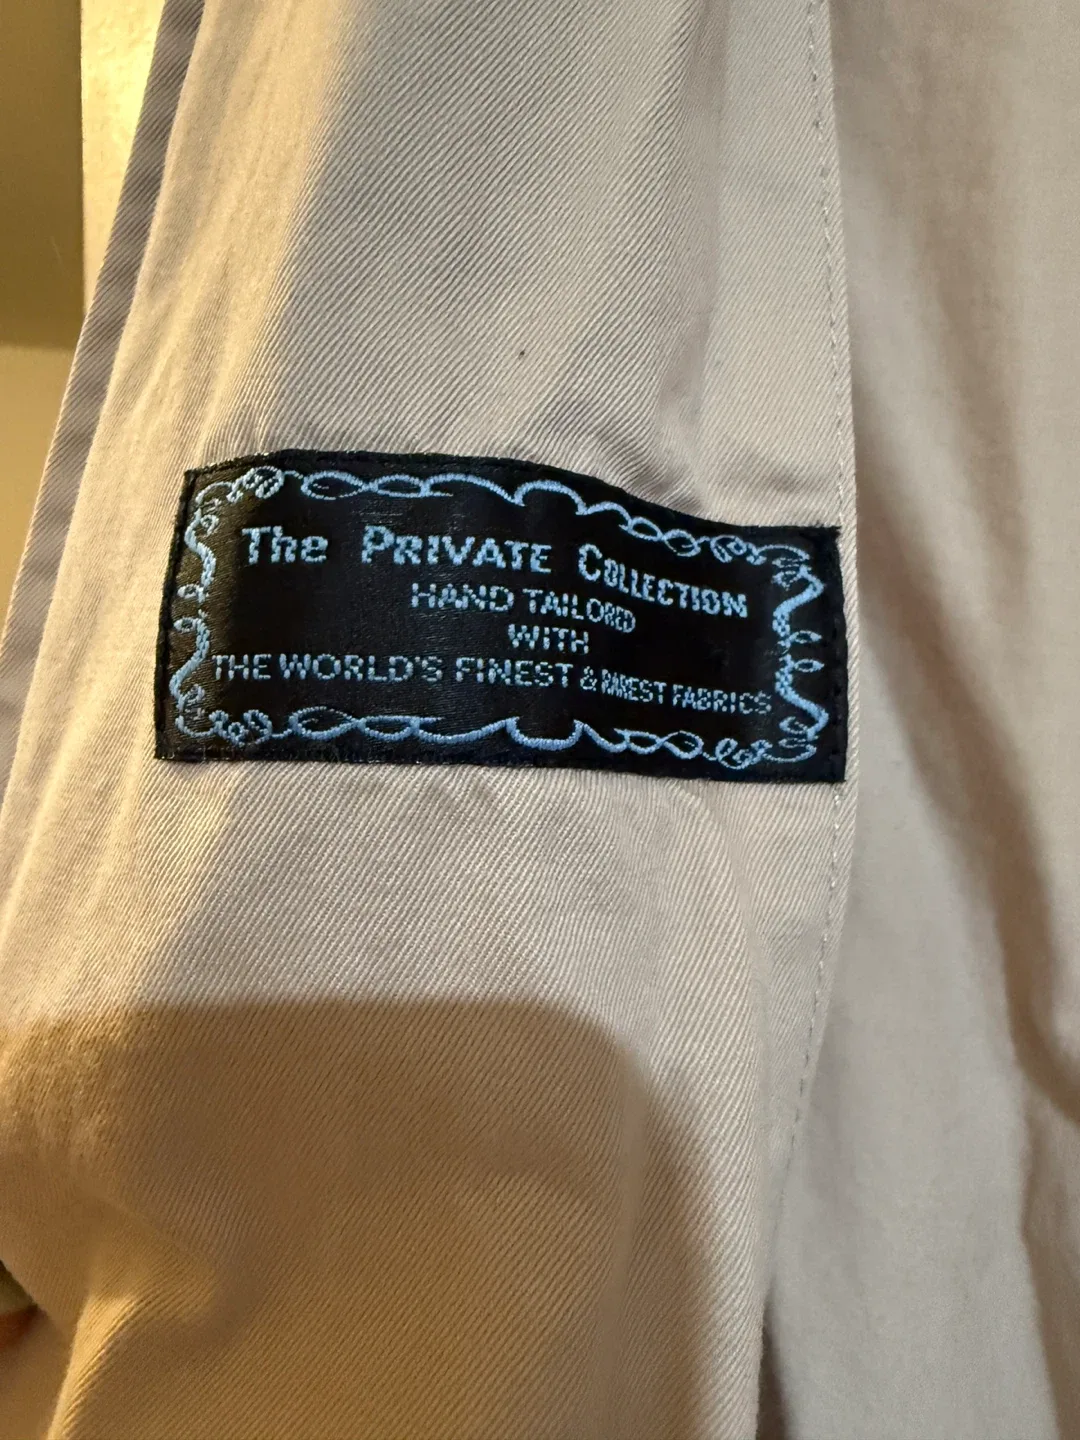 The PRIVATE COLLECTION
HAND TAILORED
WITH
THE WORLD'S FINEST & RAREST FABRICS